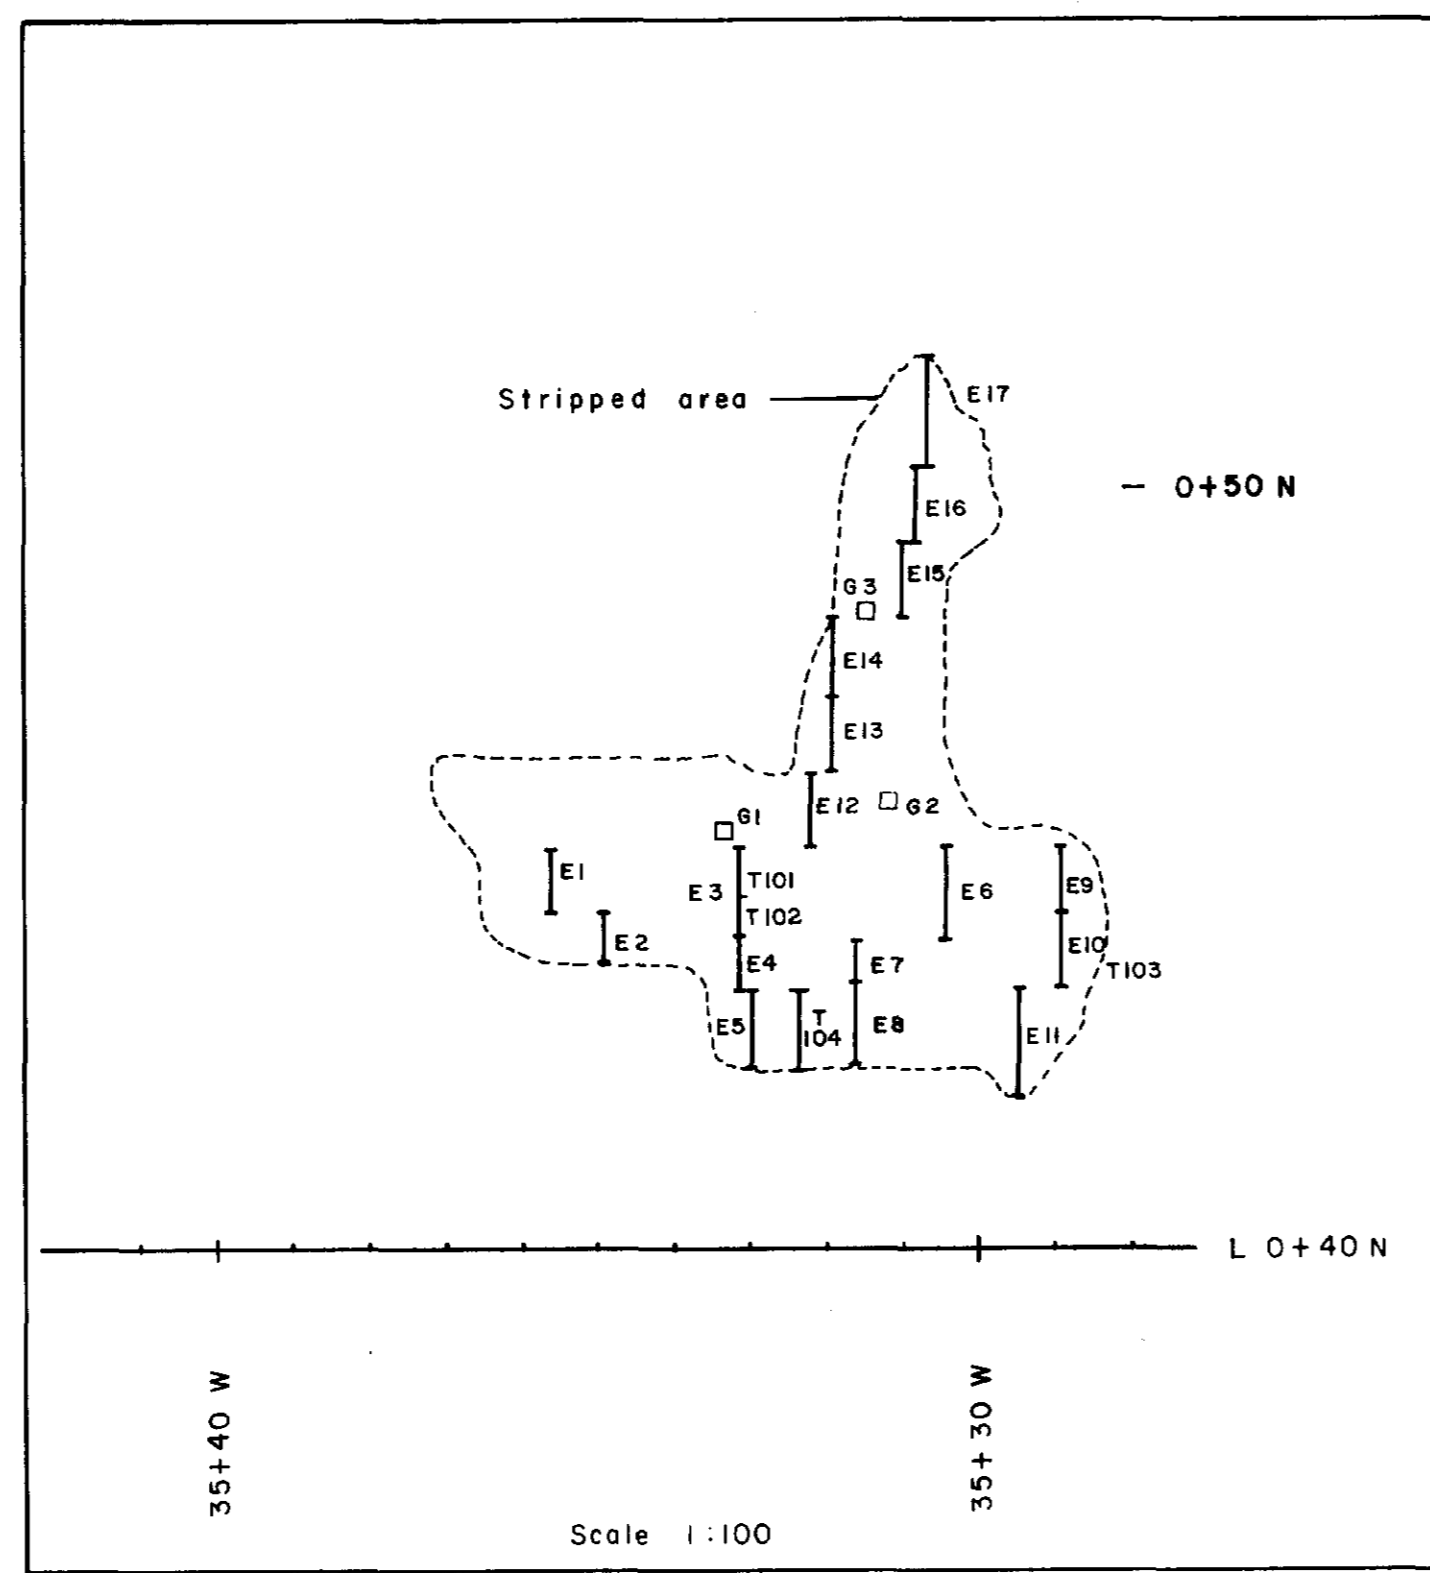 Stripped area
E17
— 0+50 N
E16
E15
G3
E14
E13
E12
G2
G1
E1
E3
T101
E6
E9
T102
E2
E4
E7
E10
T103
E5
T
104
E8
E11
L 0+40 N
35+40 W
35+30 W
Scale 1:100